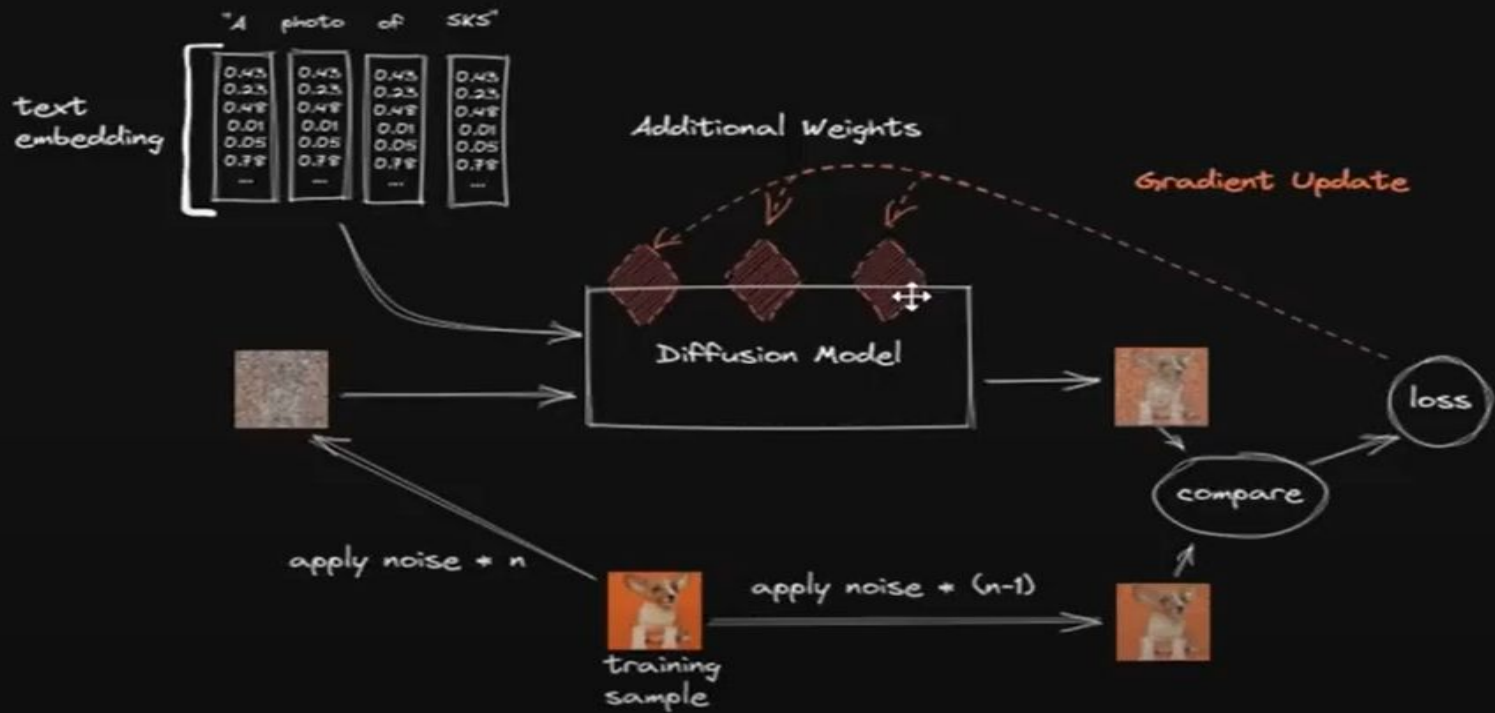 "A photo of SKS"
text
embedding
0.43 0.43 0.43 0.43
0.23 0.23 0.23 0.23
0.48 0.48 0.48 0.48
0.01 0.01 0.01 0.01
0.05 0.05 0.05 0.05
0.78 0.78 0.78 0.78
... ... ... ...
Additional Weights
Gradient Update
Diffusion Model
loss
compare
apply noise * n
apply noise * (n-1)
training
sample